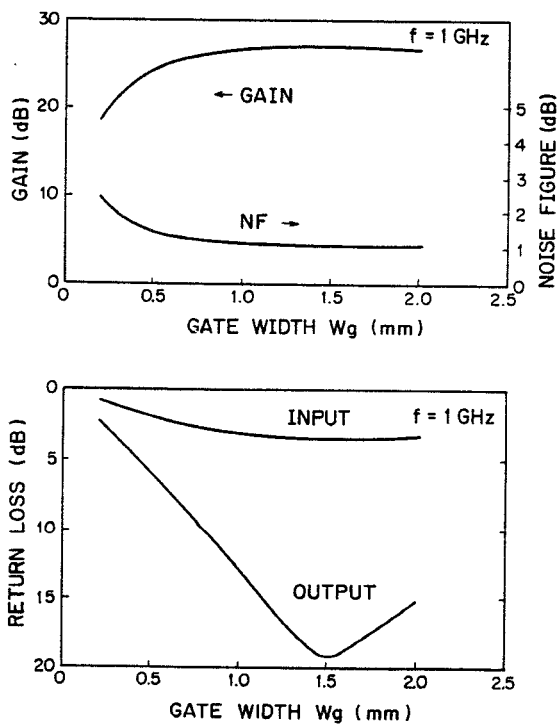 30
f = 1 GHz
← GAIN
20
5
4
3
10
2
NF →
1
0
0
0
0.5
1.0
1.5
2.0
2.5
GAIN (dB)
NOISE FIGURE (dB)
GATE WIDTH Wg (mm)
0
INPUT
f = 1 GHz
5
10
15
OUTPUT
20
0
0.5
1.0
1.5
2.0
2.5
RETURN LOSS (dB)
GATE WIDTH Wg (mm)